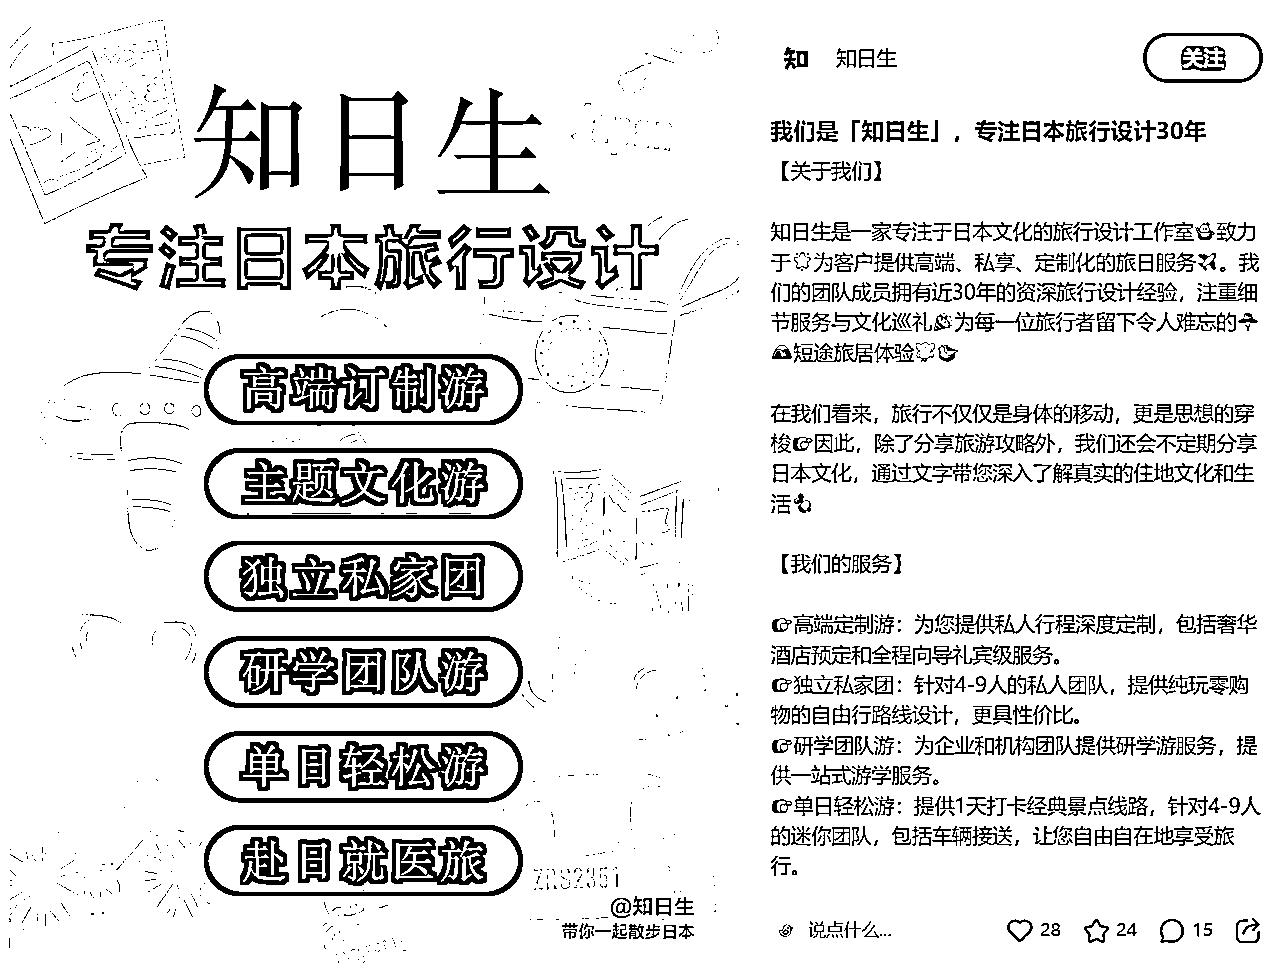 知日生
专注日本旅行设计
高端订制游
主题文化游
独立私家团
研学团队游
单日轻松游
赴日就医旅
ZRS2351
@知日生
带你一起散步日本
知 知日生
关注
我们是「知日生」，专注日本旅行设计30年
【关于我们】
知日生是一家专注于日本文化的旅行设计工作室致力
于为客户提供高端、私享、定制化的旅日服务。我
们的团队成员拥有近30年的资深旅行设计经验，注重细
节服务与文化巡礼为每一位旅行者留下令人难忘的
短途旅居体验
在我们看来，旅行不仅仅是身体的移动，更是思想的穿
梭👉因此，除了分享旅游攻略外，我们还会不定期分享
日本文化，通过文字带您深入了解真实的住地文化和生
活
【我们的服务】
👉高端定制游：为您提供私人行程深度定制，包括奢华
酒店预定和全程向导礼宾级服务。
👉独立私家团：针对4-9人的私人团队，提供纯玩零购
物的自由行路线设计，更具性价比。
👉研学团队游：为企业和机构团队提供研学游服务，提
供一站式游学服务。
👉单日轻松游：提供1天打卡经典景点线路，针对4-9人
的迷你团队，包括车辆接送，让您自由自在地享受旅
行。
说点什么...
28
24
15